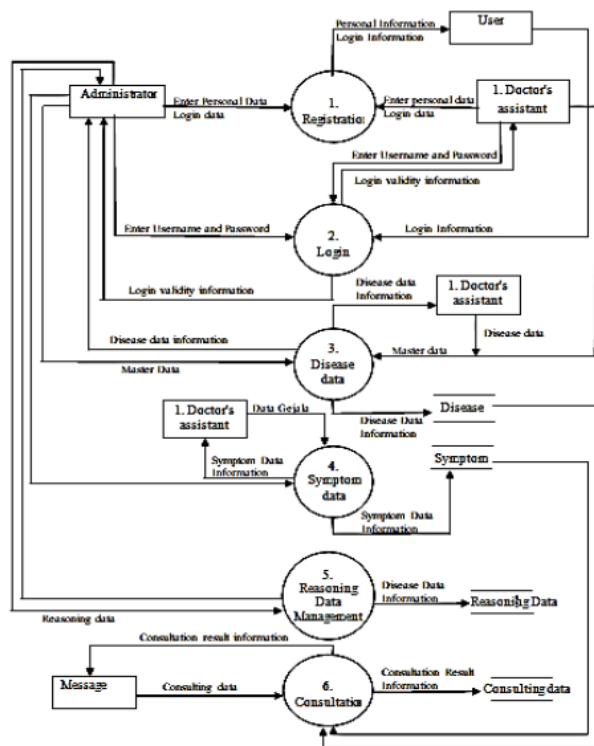 Personal Information
Login Information
User
Administrator
Enter Personal Data
Login data
1.
Registration
Enter personal data
Login data
1. Doctor's
assistant
Enter Username and Password
Login validity information
Enter Username and Password
2.
Login
Login Information
Login validity information
Disease data
Information
1. Doctor's
assistant
Disease data information
3.
Disease
data
Disease data
Master data
Master Data
Disease Data
Information
Disease
1. Doctor's
assistant
Data Gejala
Symptom Data
Information
4.
Symptom
data
Symptom
Symptom Data
Information
5.
Reasoning
Data
Management
Disease Data
Information
Reasoning Data
Reasoning data
Consultation result information
Message
Consulting data
6.
Consultation
Consultation Result
Information
Consulting data